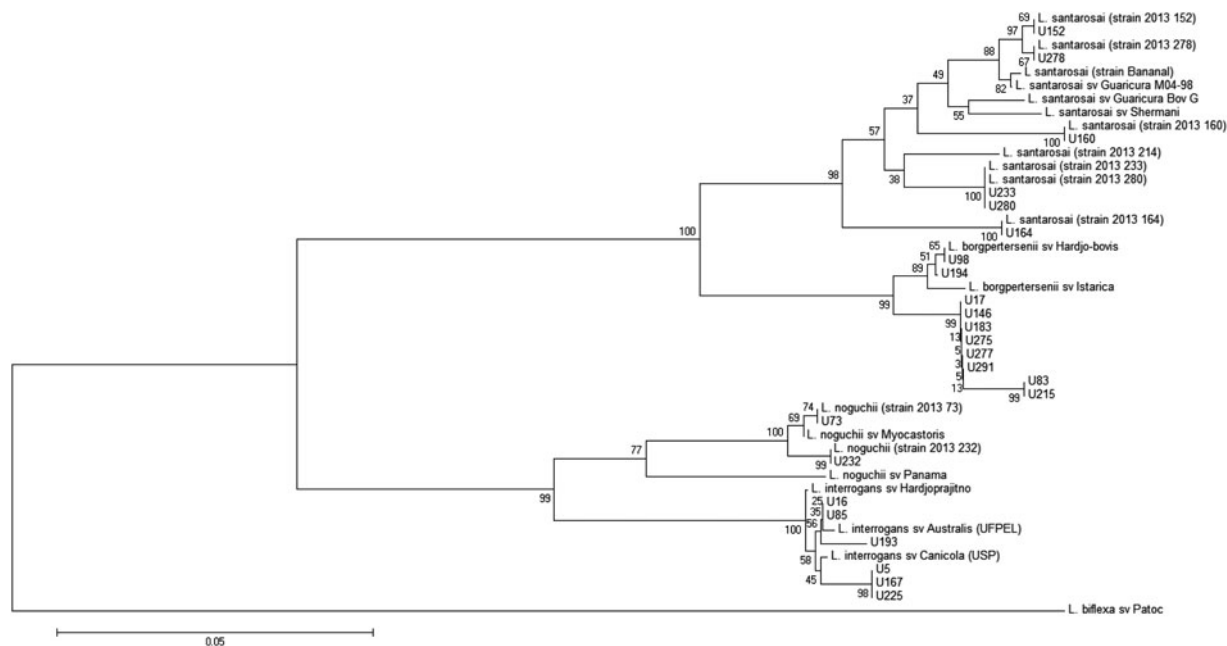 69
L. santarosai (strain 2013 152)
97
U152
88
L. santarosai (strain 2013 278)
67
U278
49
L santarosai (strain Bananal)
82
L. santarosai sv Guaricura M04-98
37
L. santarosai sv Guaricura Bov G
55
L. santarosai sv Shermani
57
L. santarosai (strain 2013 160)
100
U160
98
L. santarosai (strain 2013 214)
38
L. santarosai (strain 2013 233)
L. santarosai (strain 2013 280)
100
U233
U280
L. santarosai (strain 2013 164)
100
U164
100
65
L. borgpertersenii sv Hardjo-bovis
51
U98
89
U194
L. borgpertersenii sv Istarica
99
U17
U146
99
U183
13
U275
5
U277
3
U291
5
13
U83
99
U215
74
L. noguchii (strain 2013 73)
69
U73
100
L. noguchii sv Myocastoris
77
L. noguchii (strain 2013 232)
99
U232
L. noguchii sv Panama
99
L. interrogans sv Hardjoprajitno
25
U16
35
U85
56
L. interrogans sv Australis (UFPEL)
100
U193
58
L. interrogans sv Canicola (USP)
45
U5
U167
98
U225
L. biflexa sv Patoc
0.05